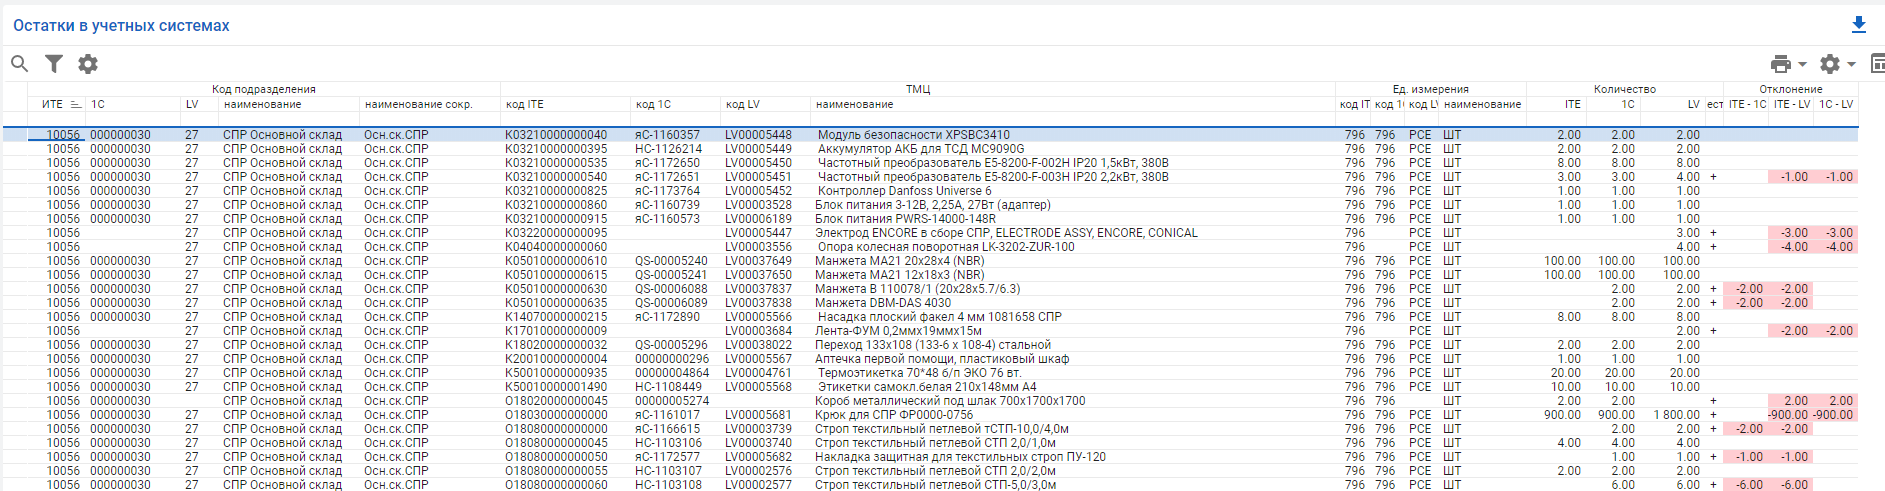 Остатки в учетных системах
Код подразделения ТМЦ Ед. измерения Количество Отклонение
ИТЕ 1С LV наименование наименование сокр. код ITE код 1С код LV наименование код IT код 1 код L наименование ITE 1С LV ест ITE - 1С ITE - LV 1С - LV
10056 000000030 27 СПР Основной склад Осн.ск.СПР К03210000000040 яС-1160357 LV00005448 Модуль безопасности XPSBC3410 796 796 PCE ШТ 2.00 2.00 2.00
10056 000000030 27 СПР Основной склад Осн.ск.СПР К03210000000395 НС-1126214 LV00005449 Аккумулятор АКБ для ТСД MC9090G 796 796 PCE ШТ 2.00 2.00 2.00
10056 000000030 27 СПР Основной склад Осн.ск.СПР К03210000000535 яС-1172650 LV00005450 Частотный преобразователь E5-8200-F-002H IP20 1,5кВт, 380В 796 796 PCE ШТ 8.00 8.00 8.00
10056 000000030 27 СПР Основной склад Осн.ск.СПР К03210000000540 яС-1172651 LV00005451 Частотный преобразователь E5-8200-F-003H IP20 2,2кВт, 380В 796 796 PCE ШТ 3.00 3.00 4.00 + -1.00 -1.00
10056 000000030 27 СПР Основной склад Осн.ск.СПР К03210000000825 яС-1173764 LV00005452 Контроллер Danfoss Universe 6 796 796 PCE ШТ 1.00 1.00 1.00
10056 000000030 27 СПР Основной склад Осн.ск.СПР К03210000000860 яС-1160739 LV00003528 Блок питания 3-12В, 2,25А, 27Вт (адаптер) 796 796 PCE ШТ 1.00 1.00 1.00
10056 000000030 27 СПР Основной склад Осн.ск.СПР К03210000000915 яС-1160573 LV00006189 Блок питания PWRS-14000-148R 796 796 PCE ШТ 1.00 1.00 1.00
10056 27 СПР Основной склад Осн.ск.СПР К03220000000095 LV00005447 Электрод ENCORE в сборе СПР, ELECTRODE ASSY, ENCORE, CONICAL 796 PCE ШТ 3.00 + -3.00 -3.00
10056 27 СПР Основной склад Осн.ск.СПР К04040000000060 LV00003556 Опора колесная поворотная LK-3202-ZUR-100 796 PCE ШТ 4.00 + -4.00 -4.00
10056 000000030 27 СПР Основной склад Осн.ск.СПР К05010000000610 QS-00005240 LV00037649 Манжета MA21 20x28x4 (NBR) 796 796 PCE ШТ 100.00 100.00 100.00
10056 000000030 27 СПР Основной склад Осн.ск.СПР К05010000000615 QS-00005241 LV00037650 Манжета MA21 12x18x3 (NBR) 796 796 PCE ШТ 100.00 100.00 100.00
10056 000000030 27 СПР Основной склад Осн.ск.СПР К05010000000630 QS-00006088 LV00037837 Манжета B 110078/1 (20x28x5.7/6.3) 796 796 PCE ШТ 2.00 2.00 + -2.00 -2.00
10056 000000030 27 СПР Основной склад Осн.ск.СПР К05010000000635 QS-00006089 LV00037838 Манжета DBM-DAS 4030 796 796 PCE ШТ 2.00 2.00 + -2.00 -2.00
10056 000000030 27 СПР Основной склад Осн.ск.СПР К14070000000215 яС-1172890 LV00005566 Насадка плоский факел 4 мм 1081658 СПР 796 796 PCE ШТ 8.00 8.00 8.00
10056 27 СПР Основной склад Осн.ск.СПР К17010000000009 LV00003684 Лента-ФУМ 0,2ммх19ммх15м 796 PCE ШТ 2.00 + -2.00 -2.00
10056 000000030 27 СПР Основной склад Осн.ск.СПР К18020000000032 QS-00005296 LV00038022 Переход 133х108 (133-6 х 108-4) стальной 796 796 PCE ШТ 2.00 2.00 2.00
10056 000000030 27 СПР Основной склад Осн.ск.СПР К20010000000004 00000000296 LV00005567 Аптечка первой помощи, пластиковый шкаф 796 796 PCE ШТ 1.00 1.00 1.00
10056 000000030 27 СПР Основной склад Осн.ск.СПР К50010000000935 00000004864 LV00004761 Термоэтикетка 70*48 б/п ЭКО 76 вт. 796 796 PCE ШТ 20.00 20.00 20.00
10056 000000030 27 СПР Основной склад Осн.ск.СПР К50010000001490 НС-1108449 LV00005568 Этикетки самокл.белая 210х148мм А4 796 796 PCE ШТ 10.00 10.00 10.00
10056 000000030 СПР Основной склад Осн.ск.СПР О18020000000045 00000005274 Короб металлический под шлак 700х1700х1700 796 796 ШТ 2.00 2.00 + 2.00 2.00
10056 000000030 27 СПР Основной склад Осн.ск.СПР О18030000000000 яС-1161017 LV00005681 Крюк для СПР ФР0000-0756 796 796 PCE ШТ 900.00 900.00 1 800.00 + -900.00 -900.00
10056 000000030 27 СПР Основной склад Осн.ск.СПР О18080000000000 яС-1166615 LV00003739 Строп текстильный петлевой тСТП-10,0/4,0м 796 796 PCE ШТ 2.00 2.00 + -2.00 -2.00
10056 000000030 27 СПР Основной склад Осн.ск.СПР О18080000000045 НС-1103106 LV00003740 Строп текстильный петлевой СТП 2,0/1,0м 796 796 PCE ШТ 4.00 4.00 4.00
10056 000000030 27 СПР Основной склад Осн.ск.СПР О18080000000050 яС-1172577 LV00005682 Накладка защитная для текстильных строп ПУ-120 796 796 PCE ШТ 1.00 1.00 + -1.00 -1.00
10056 000000030 27 СПР Основной склад Осн.ск.СПР О18080000000055 НС-1103107 LV00002576 Строп текстильный петлевой СТП 2,0/2,0м 796 796 PCE ШТ 2.00 2.00 2.00
10056 000000030 27 СПР Основной склад Осн.ск.СПР О18080000000060 НС-1103108 LV00002577 Строп текстильный петлевой СТП-5,0/3,0м 796 796 PCE ШТ 6.00 6.00 + -6.00 -6.00